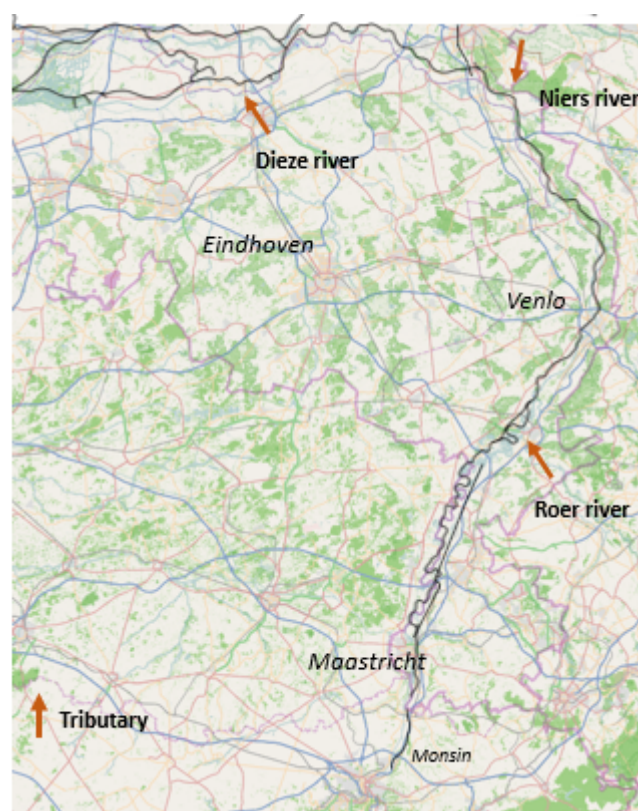 Niers river
Dieze river
Eindhoven
Venlo
Roer river
Maastricht
Tributary
Monsin